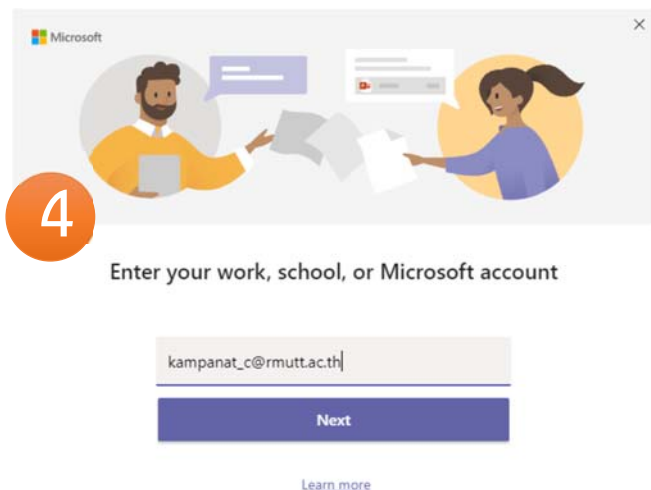 Microsoft
4
Enter your work, school, or Microsoft account
kampanat_c@rmutt.ac.th
Next
Learn more